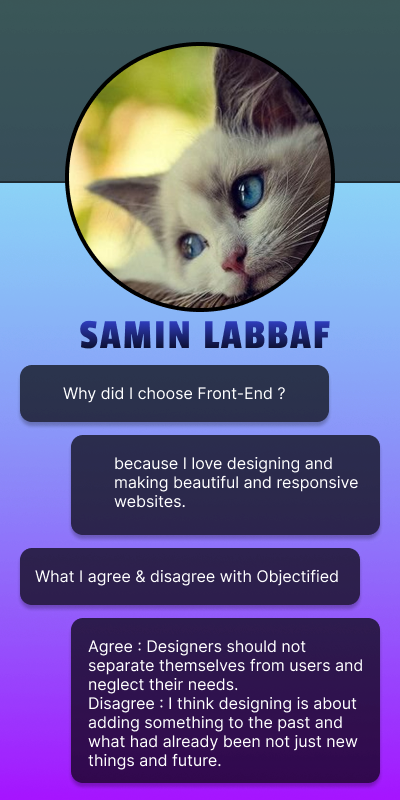 SAMIN LABBAF
Why did I choose Front-End ?
because I love designing and
making beautiful and responsive
websites.
What I agree & disagree with Objectified
Agree : Designers should not
separate themselves from users and
neglect their needs.
Disagree : I think designing is about
adding something to the past and
what had already been not just new
things and future.